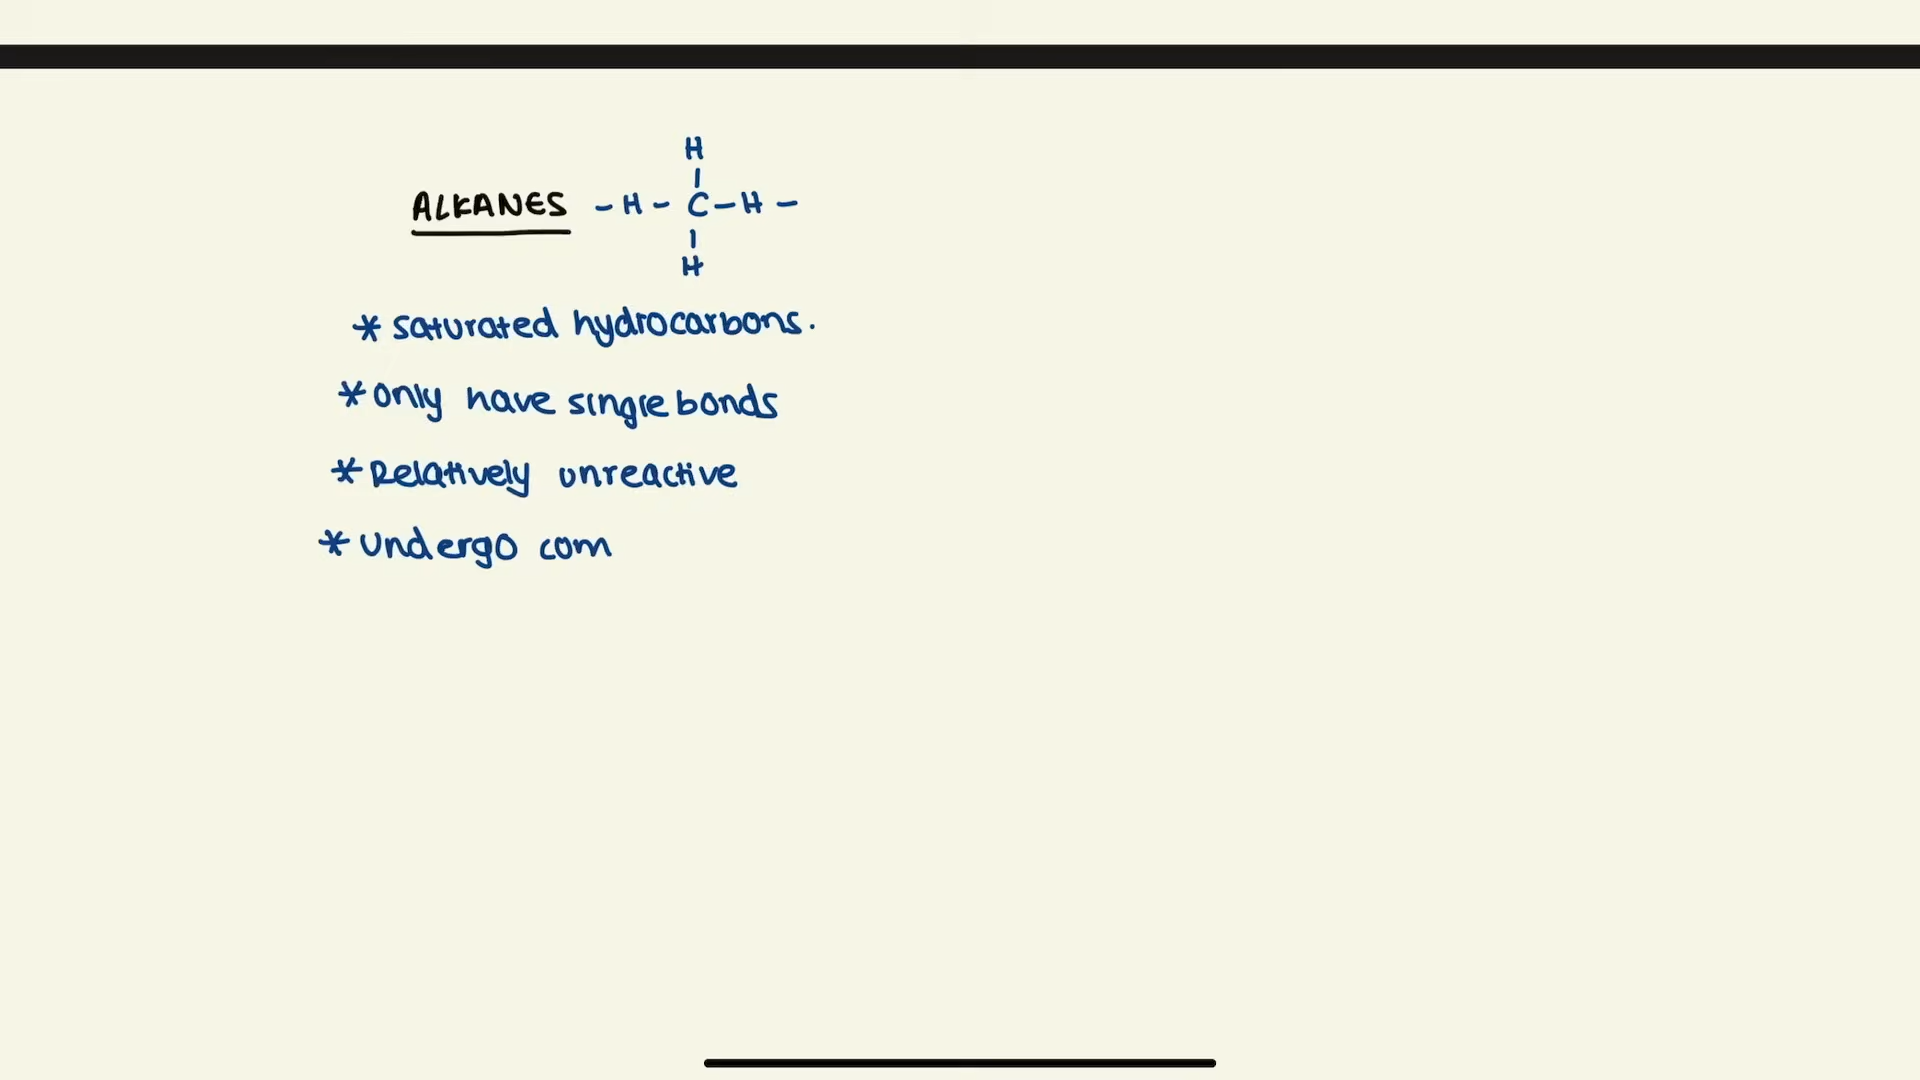 H
|
ALKANES - H - C - H -
|
H
* saturated hydrocarbons.
* only have single bonds
* Relatively unreactive
* undergo com